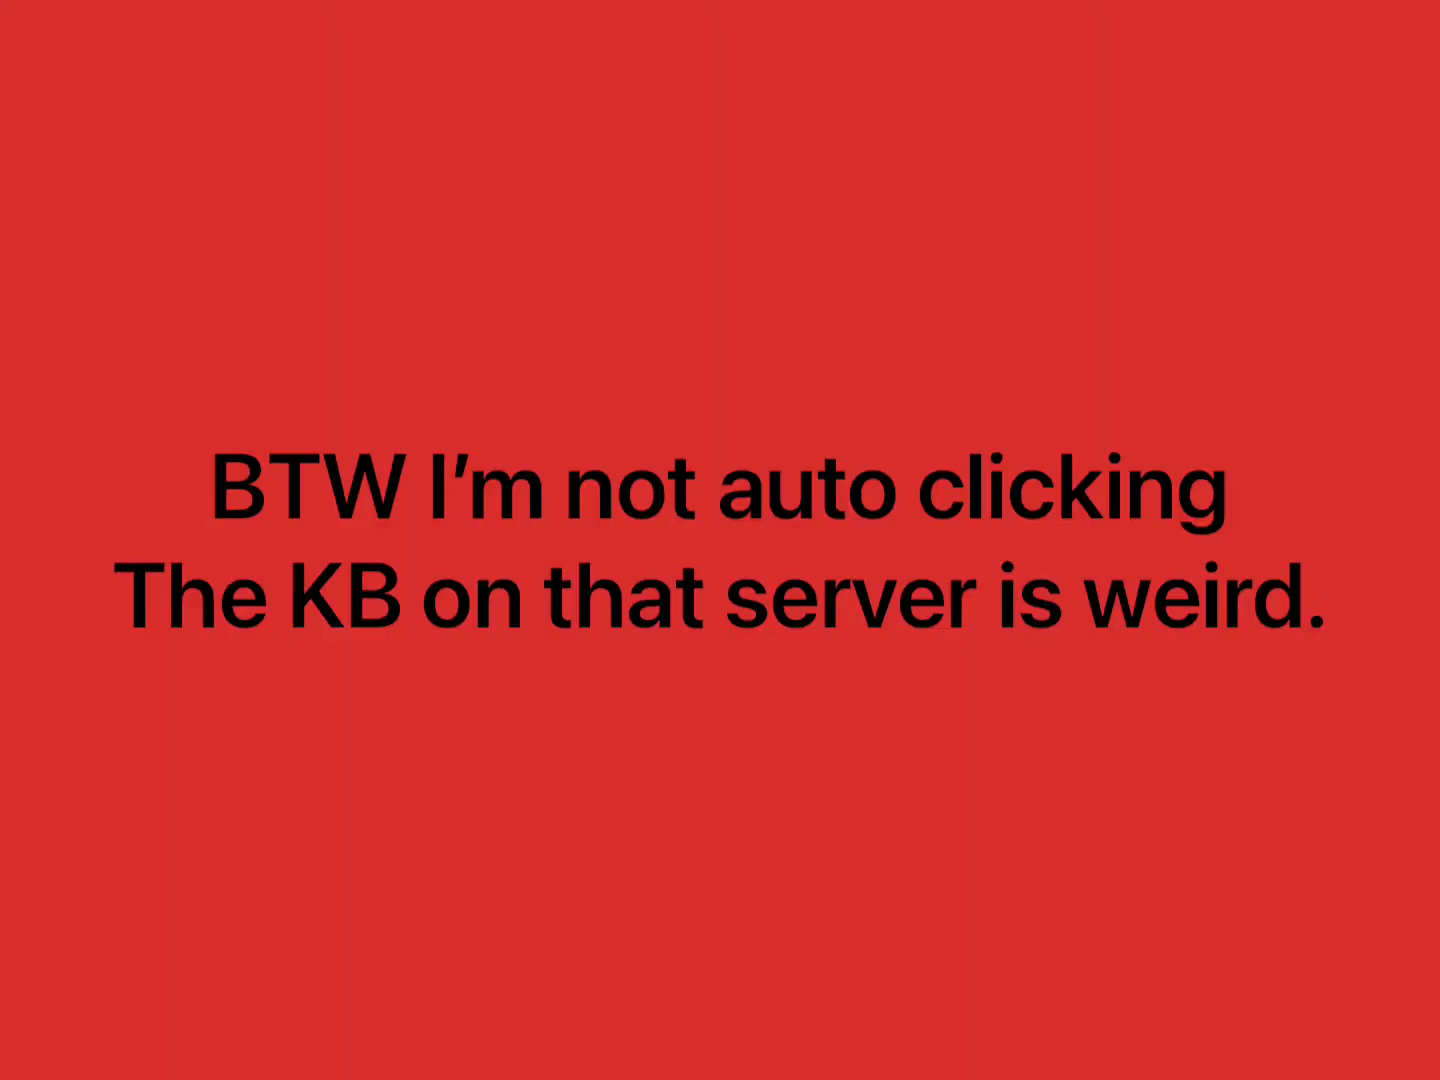 BTW I’m not auto clicking
The KB on that server is weird.